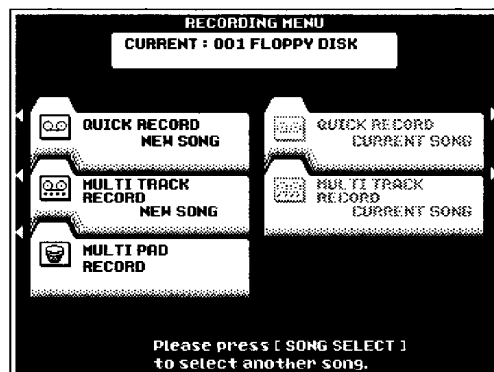 RECORDING MENU
CURRENT : 001 FLOPPY DISK
QUICK RECORD
NEW SONG
QUICK RECORD
CURRENT SONG
MULTI TRACK
RECORD
NEW SONG
MULTI TRACK
RECORD
CURRENT SONG
MULTI PAD
RECORD
Please press [ SONG SELECT ]
to select another song.